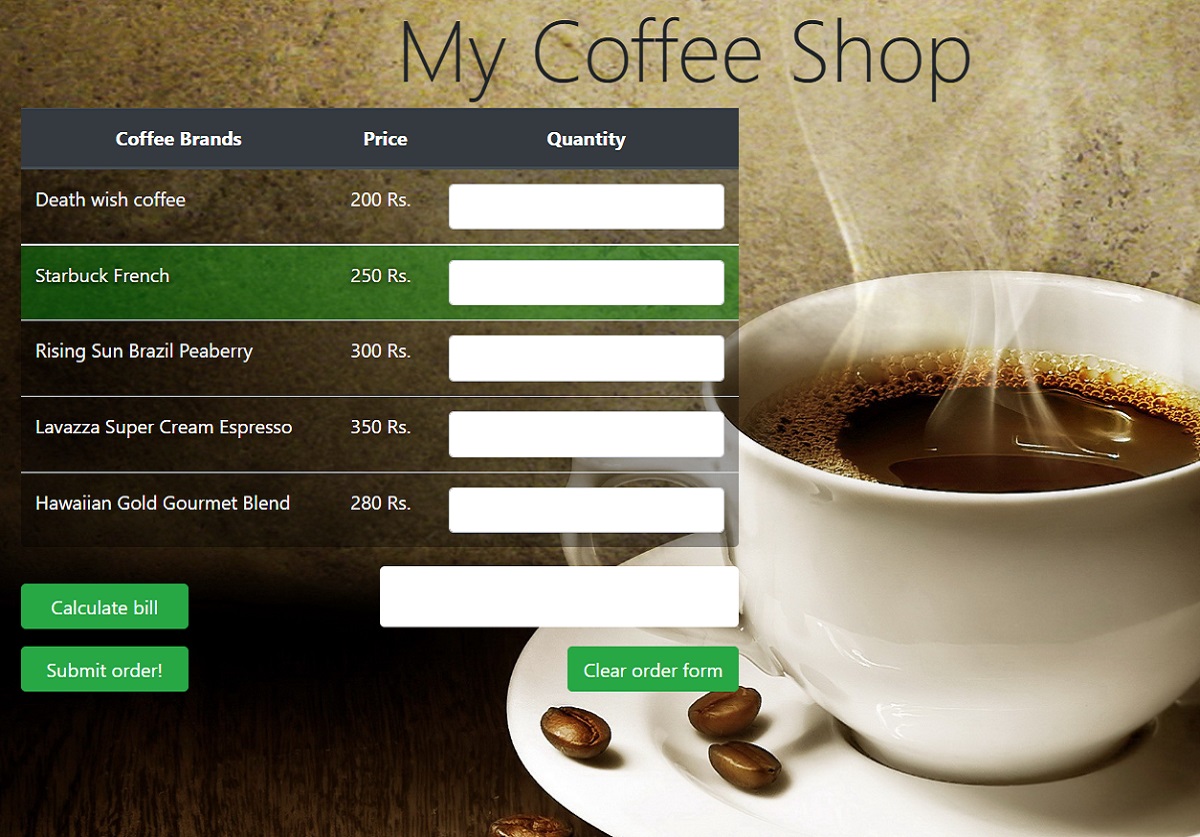 My Coffee Shop
Coffee Brands Price Quantity
Death wish coffee 200 Rs.
Starbuck French 250 Rs.
Rising Sun Brazil Peaberry 300 Rs.
Lavazza Super Cream Espresso 350 Rs.
Hawaiian Gold Gourmet Blend 280 Rs.
Calculate bill
Submit order! Clear order form